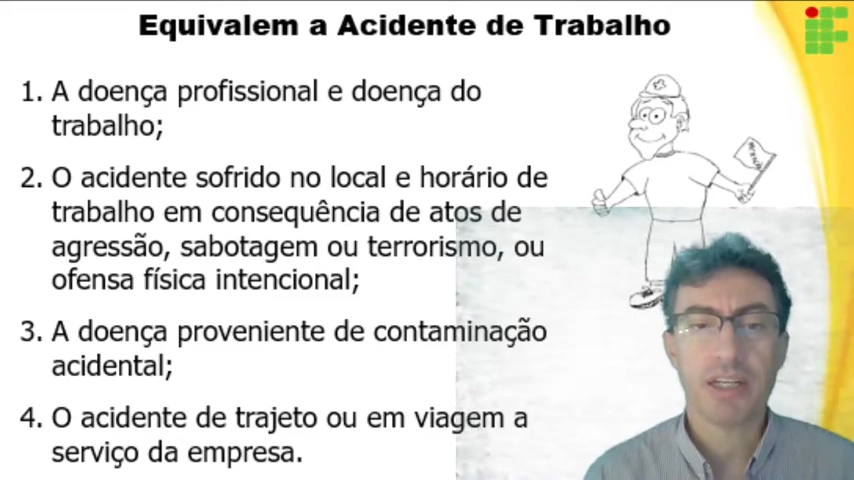 Equivalem a Acidente de Trabalho
1. A doença profissional e doença do
trabalho;
2. O acidente sofrido no local e horário de
trabalho em consequência de atos de
agressão, sabotagem ou terrorismo, ou
ofensa física intencional;
3. A doença proveniente de contaminação
acidental;
4. O acidente de trajeto ou em viagem a
serviço da empresa.